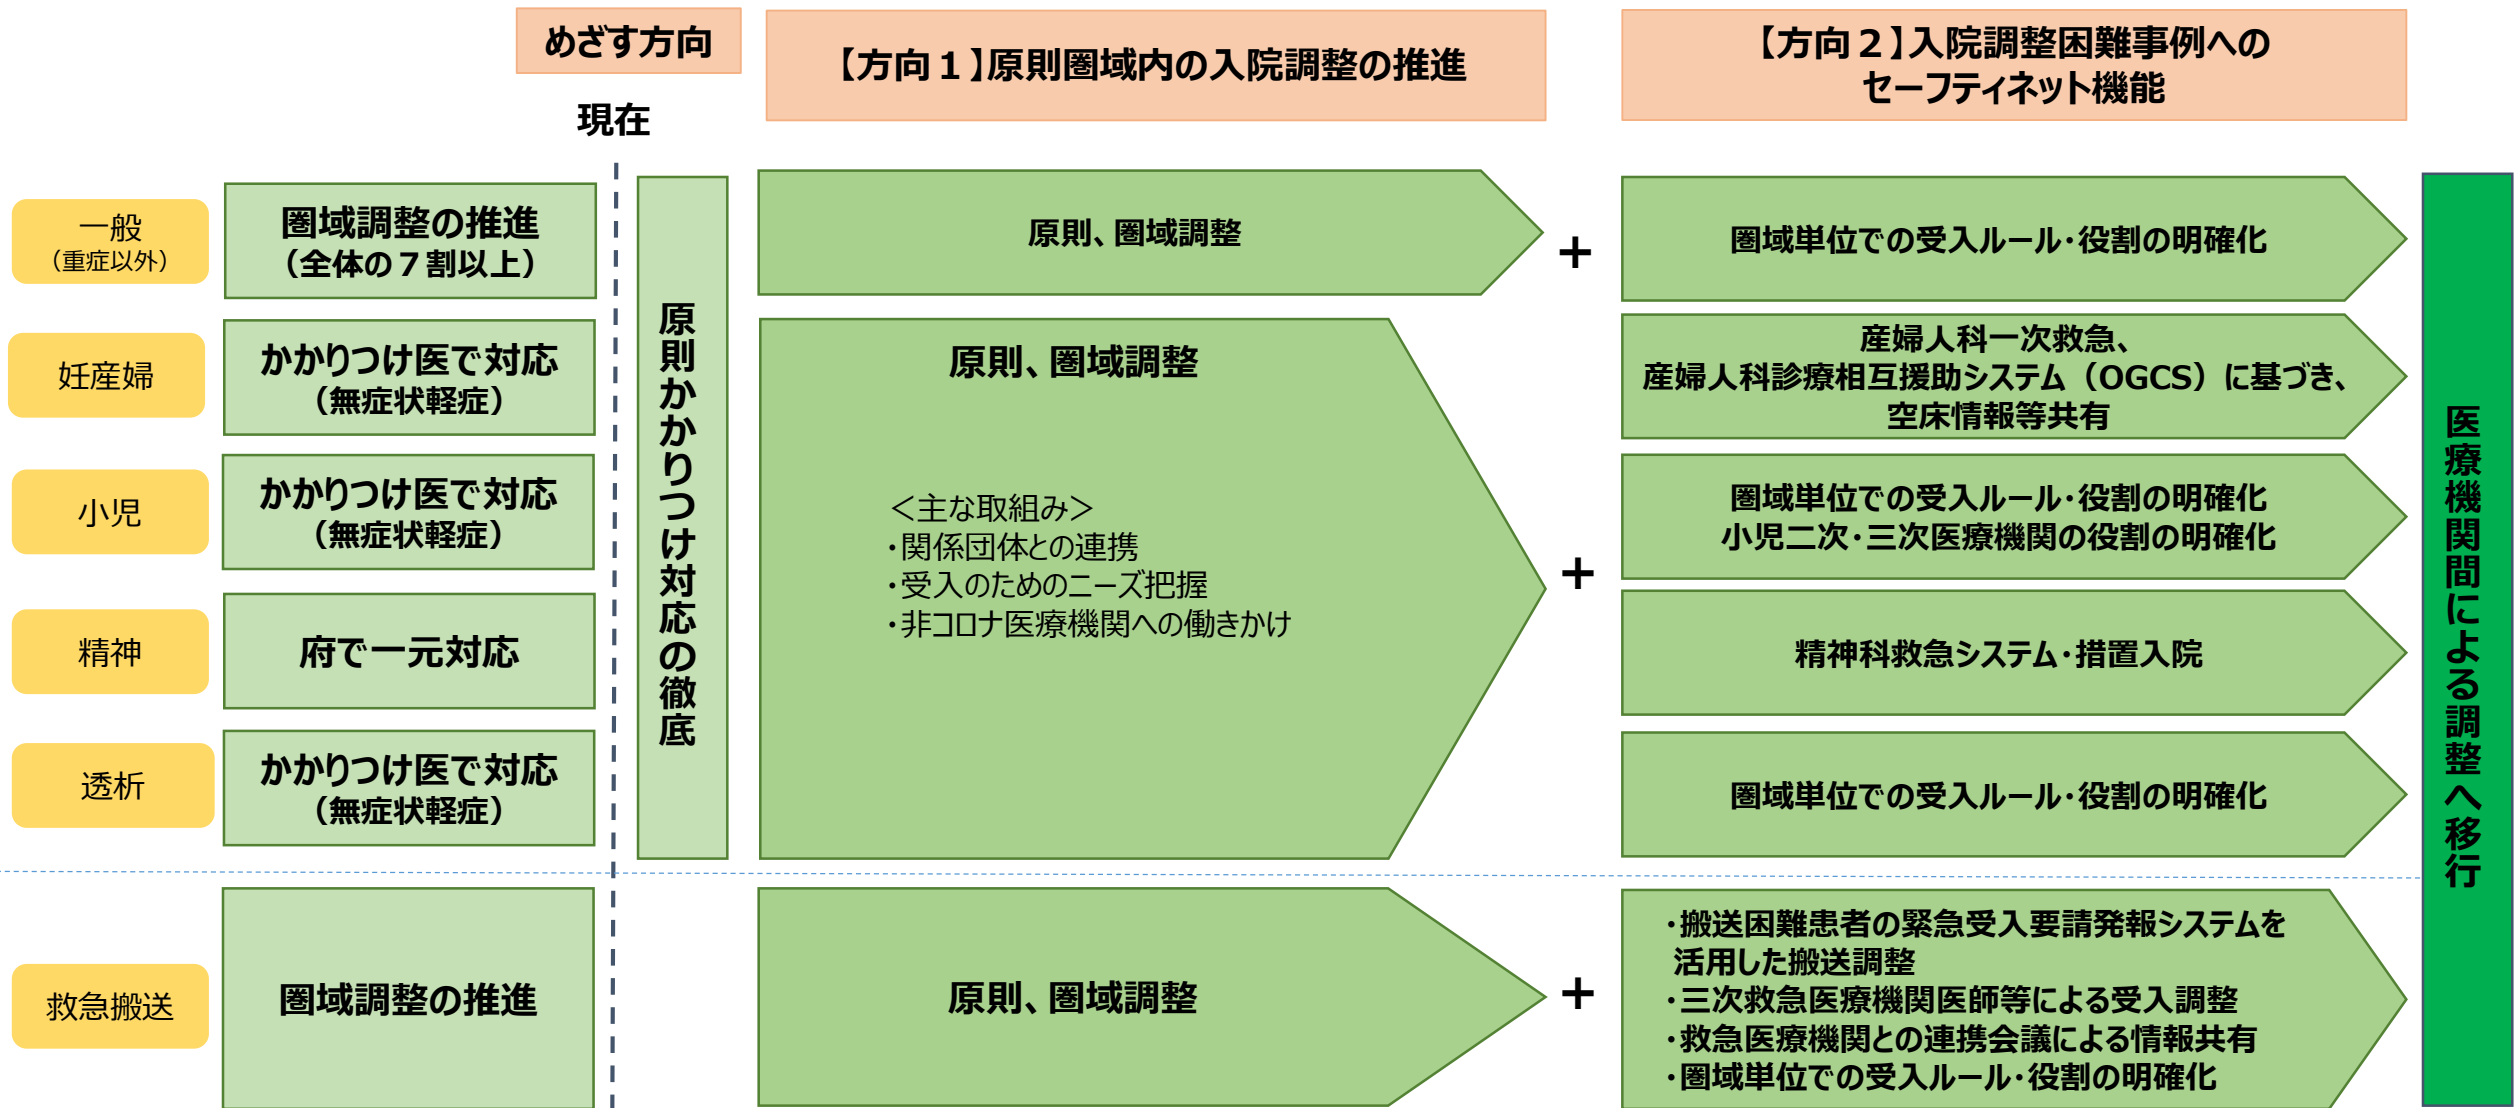 めざす方向
【方向１】原則圏域内の入院調整の推進
【方向２】入院調整困難事例への
セーフティネット機能
現在
一般
（重症以外）
圏域調整の推進
（全体の７割以上）
原則かかりつけ対応の徹底
原則、圏域調整
＋
圏域単位での受入ルール・役割の明確化
医療機関間による調整へ移行
妊産婦
かかりつけ医で対応
（無症状軽症）
原則、圏域調整
＜主な取組み＞
・関係団体との連携
・受入のためのニーズ把握
・非コロナ医療機関への働きかけ
＋
産婦人科一次救急、
産婦人科診療相互援助システム（OGCS）に基づき、
空床情報等共有
小児
かかりつけ医で対応
（無症状軽症）
圏域単位での受入ルール・役割の明確化
小児二次・三次医療機関の役割の明確化
精神
府で一元対応
精神科救急システム・措置入院
透析
かかりつけ医で対応
（無症状軽症）
圏域単位での受入ルール・役割の明確化
救急搬送
圏域調整の推進
原則、圏域調整
＋
・搬送困難患者の緊急受入要請発報システムを
活用した搬送調整
・三次救急医療機関医師等による受入調整
・救急医療機関との連携会議による情報共有
・圏域単位での受入ルール・役割の明確化